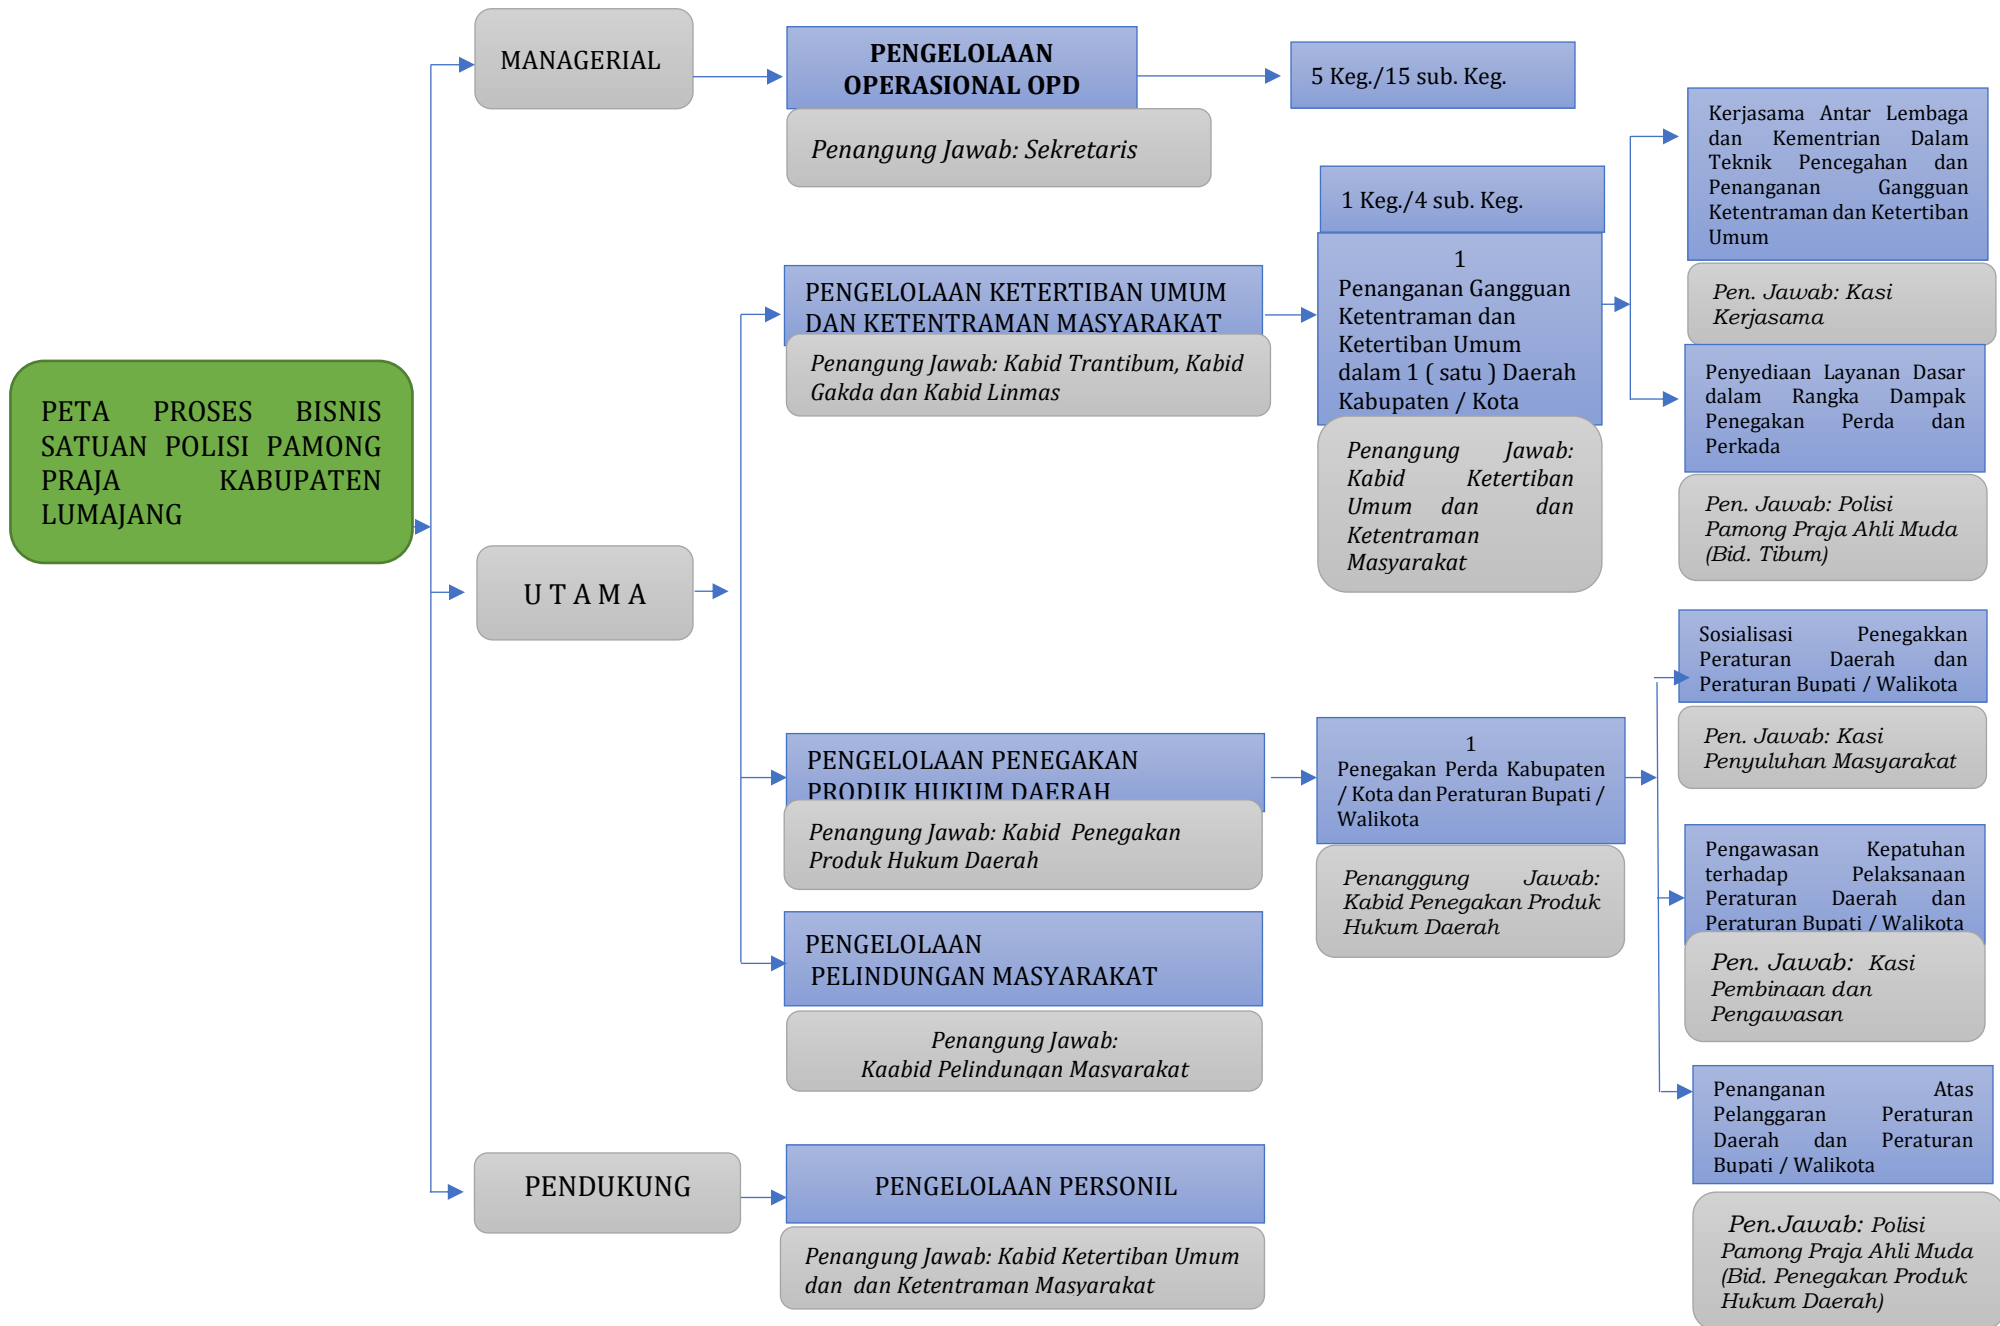 PETA PROSES BISNIS
SATUAN POLISI PAMONG
PRAJA KABUPATEN
LUMAJANG
MANAGERIAL
PENGELOLAAN
OPERASIONAL OPD
Penangung Jawab: Sekretaris
5 Keg./15 sub. Keg.
U T A M A
PENGELOLAAN KETERTIBAN UMUM
DAN KETENTRAMAN MASYARAKAT
Penangung Jawab: Kabid Trantibum, Kabid
Gakda dan Kabid Linmas
1 Keg./4 sub. Keg.
1
Penanganan Gangguan
Ketentraman dan
Ketertiban Umum
dalam 1 ( satu ) Daerah
Kabupaten / Kota
Penangung Jawab:
Kabid Ketertiban
Umum dan dan
Ketentraman
Masyarakat
Kerjasama Antar Lembaga
dan Kementrian Dalam
Teknik Pencegahan dan
Penanganan Gangguan
Ketentraman dan Ketertiban
Umum
Pen. Jawab: Kasi
Kerjasama
Penyediaan Layanan Dasar
dalam Rangka Dampak
Penegakan Perda dan
Perkada
Pen. Jawab: Polisi
Pamong Praja Ahli Muda
(Bid. Tibum)
PENGELOLAAN PENEGAKAN
PRODUK HUKUM DAERAH
Penangung Jawab: Kabid Penegakan
Produk Hukum Daerah
1
Penegakan Perda Kabupaten
/ Kota dan Peraturan Bupati /
Walikota
Penanggung Jawab:
Kabid Penegakan Produk
Hukum Daerah
Sosialisasi Penegakkan
Peraturan Daerah dan
Peraturan Bupati / Walikota
Pen. Jawab: Kasi
Penyuluhan Masyarakat
Pengawasan Kepatuhan
terhadap Pelaksanaan
Peraturan Daerah dan
Peraturan Bupati / Walikota
Pen. Jawab: Kasi
Pembinaan dan
Pengawasan
Penanganan Atas
Pelanggaran Peraturan
Daerah dan Peraturan
Bupati / Walikota
Pen.Jawab: Polisi
Pamong Praja Ahli Muda
(Bid. Penegakan Produk
Hukum Daerah)
PENGELOLAAN
PELINDUNGAN MASYARAKAT
Penangung Jawab:
Kaabid Pelindungan Masyarakat
PENDUKUNG
PENGELOLAAN PERSONIL
Penangung Jawab: Kabid Ketertiban Umum
dan dan Ketentraman Masyarakat